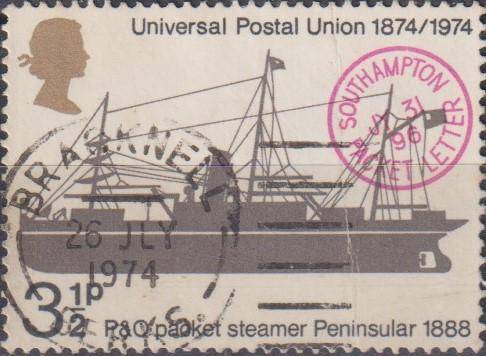 Universal Postal Union 1874/1974
SOUTHAMPTON
31
96
PACKET LETTER
BRACKNELL
26 JLY
1974
BERKS.
3½P
P&O packet steamer Peninsular 1888